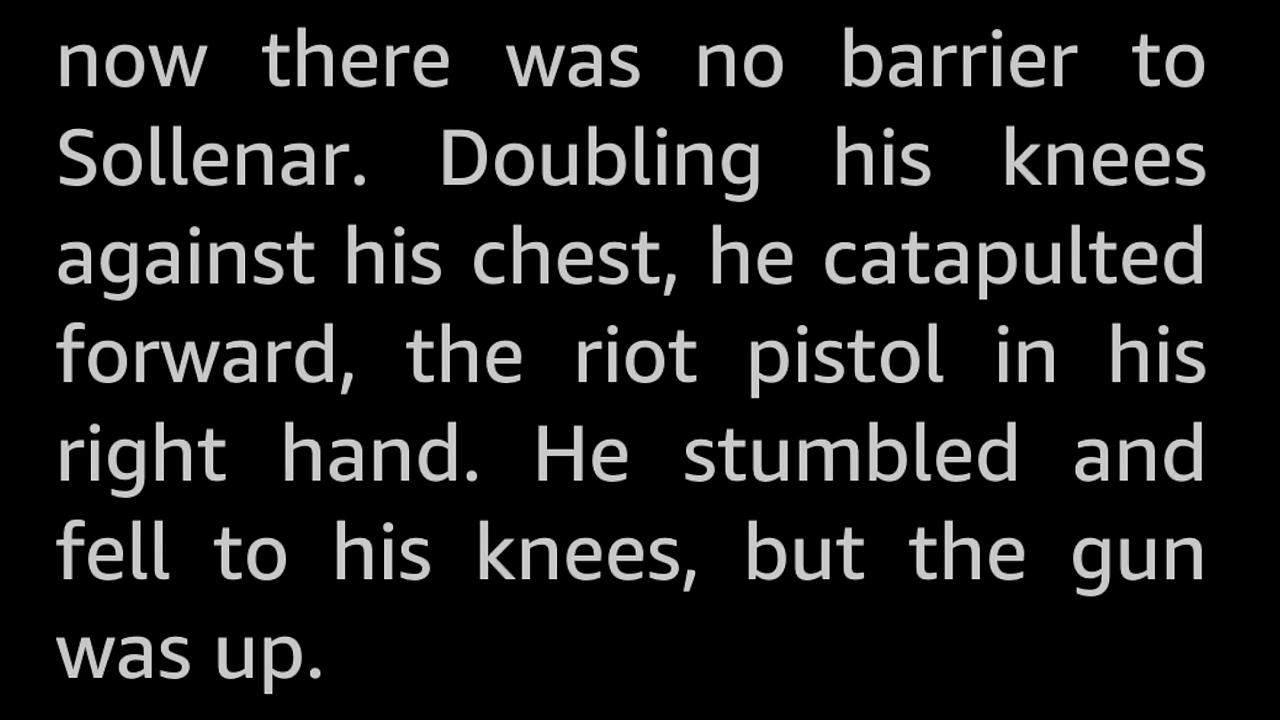 now there was no barrier to
Sollenar. Doubling his knees
against his chest, he catapulted
forward, the riot pistol in his
right hand. He stumbled and
fell to his knees, but the gun
was up.